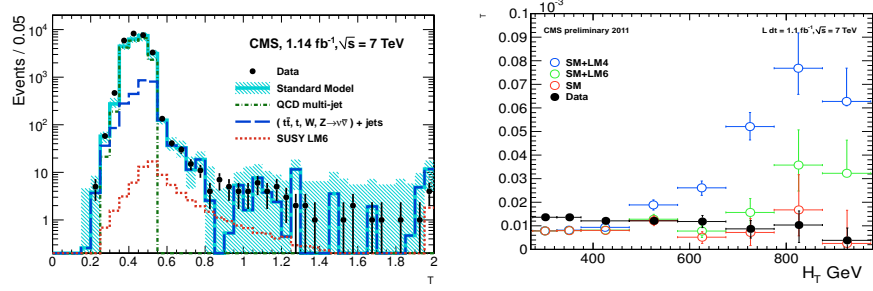 CMS, 1.14 fb⁻¹, √s = 7 TeV
Data
Standard Model
QCD multi-jet
( tt̄, t, W, Z→νν̄ ) + jets
SUSY LM6
Events / 0.05
10⁴
10³
10²
10
1
0 0.2 0.4 0.6 0.8 1 1.2 1.4 1.6 1.8 2
T
T
×10⁻³
CMS preliminary 2011
L dt = 1.1 fb⁻¹, √s = 7 TeV
SM+LM4
SM+LM6
SM
Data
0.1
0.09
0.08
0.07
0.06
0.05
0.04
0.03
0.02
0.01
0
400 600 800
H_T GeV